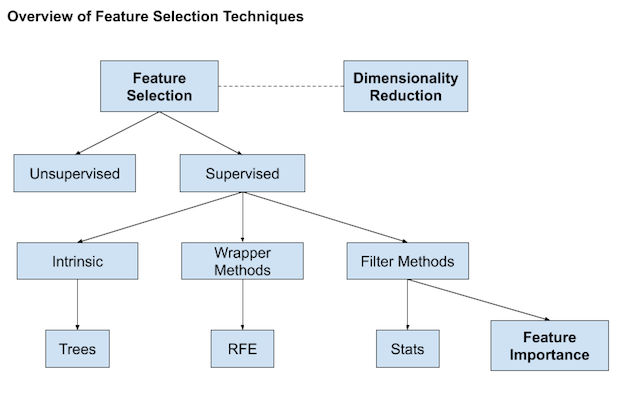 Overview of Feature Selection Techniques
Feature
Selection
Dimensionality
Reduction
Unsupervised
Supervised
Intrinsic
Wrapper
Methods
Filter Methods
Trees
RFE
Stats
Feature
Importance